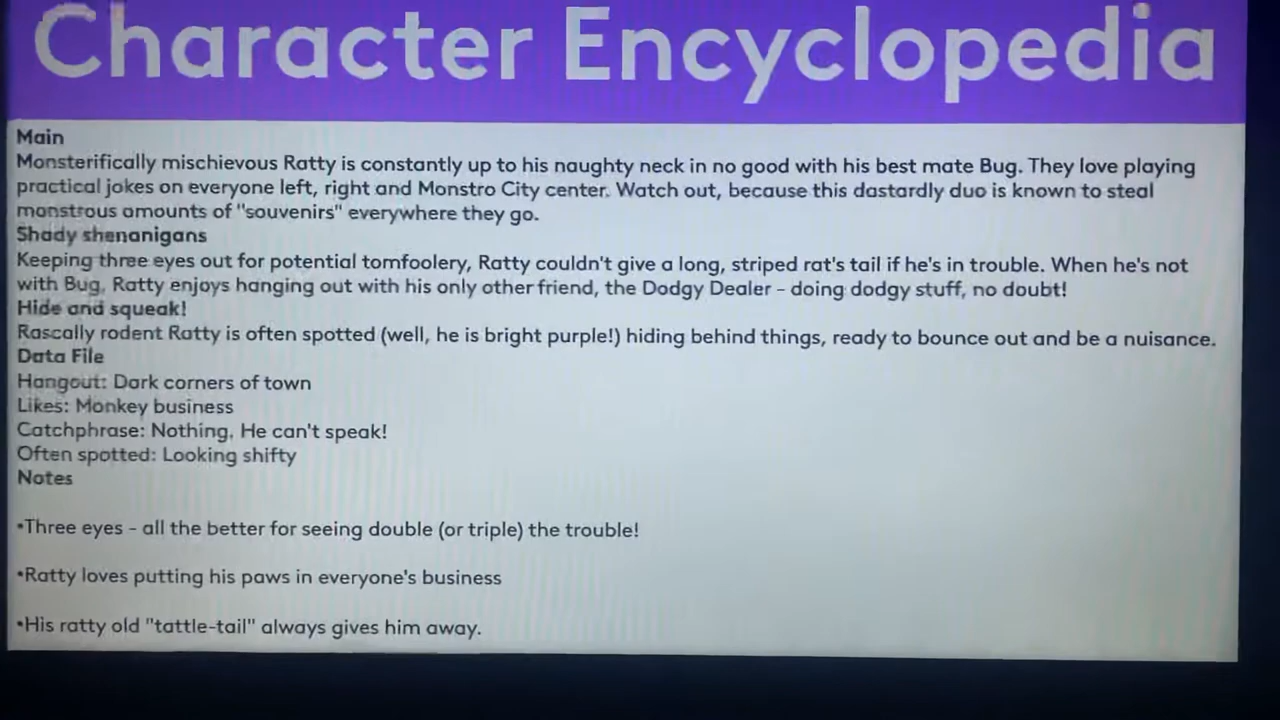 Character Encyclopedia
Main
Monsterifically mischievous Ratty is constantly up to his naughty neck in no good with his best mate Bug. They love playing
practical jokes on everyone left, right and Monstro City center. Watch out, because this dastardly duo is known to steal
monstrous amounts of "souvenirs" everywhere they go.
Shady shenanigans
Keeping three eyes out for potential tomfoolery, Ratty couldn't give a long, striped rat's tail if he's in trouble. When he's not
with Bug, Ratty enjoys hanging out with his only other friend, the Dodgy Dealer - doing dodgy stuff, no doubt!
Hide and squeak!
Rascally rodent Ratty is often spotted (well, he is bright purple!) hiding behind things, ready to bounce out and be a nuisance.
Data File
Hangout: Dark corners of town
Likes: Monkey business
Catchphrase: Nothing. He can't speak!
Often spotted: Looking shifty
Notes
•Three eyes - all the better for seeing double (or triple) the trouble!
•Ratty loves putting his paws in everyone's business
•His ratty old "tattle-tail" always gives him away.